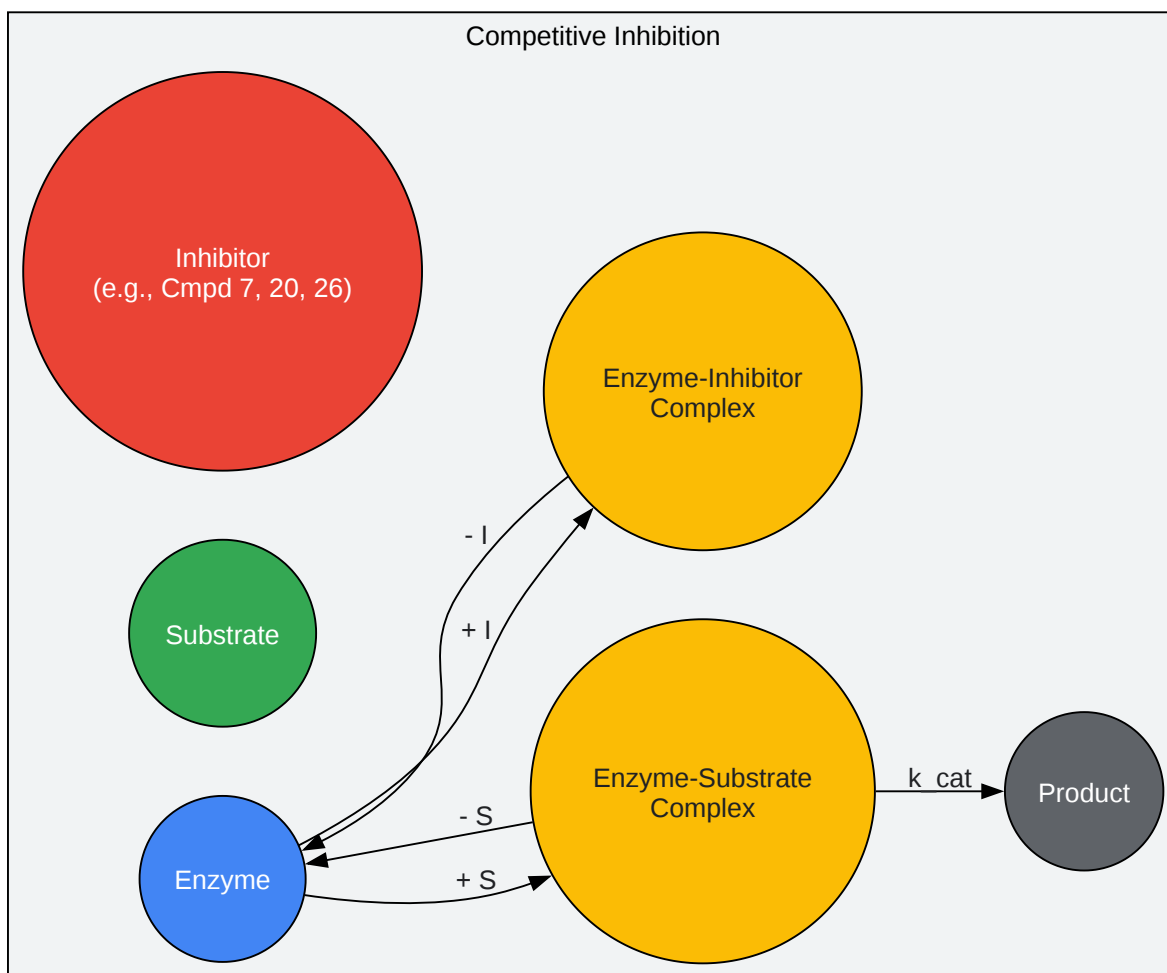 Competitive Inhibition
Inhibitor
(e.g., Cmpd 7, 20, 26)
Enzyme-Inhibitor
Complex
- I
+ I
Substrate
Enzyme-Substrate
Complex
k_cat
Product
- S
+ S
Enzyme